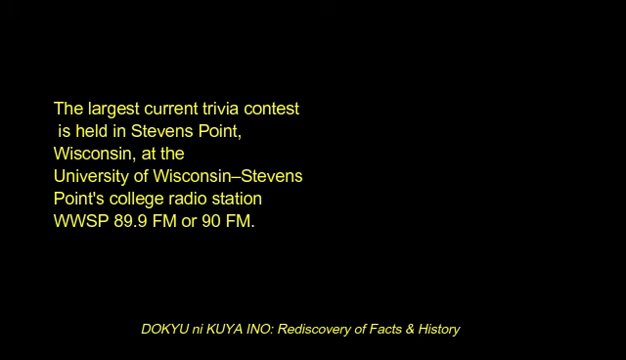 The largest current trivia contest
is held in Stevens Point,
Wisconsin, at the
University of Wisconsin–Stevens
Point's college radio station
WWSP 89.9 FM or 90 FM.
DOKYU ni KUYA INO: Rediscovery of Facts & History